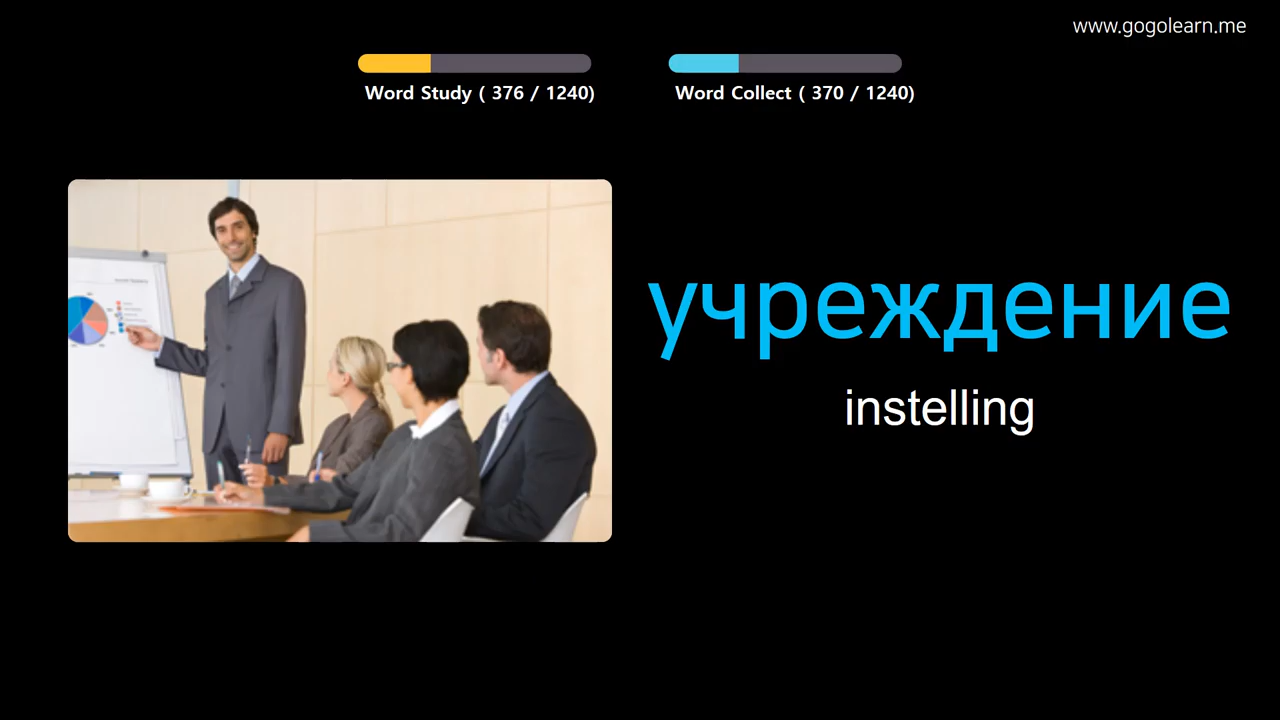 www.gogolearn.me
Word Study ( 376 / 1240)
Word Collect ( 370 / 1240)
учреждение
instelling